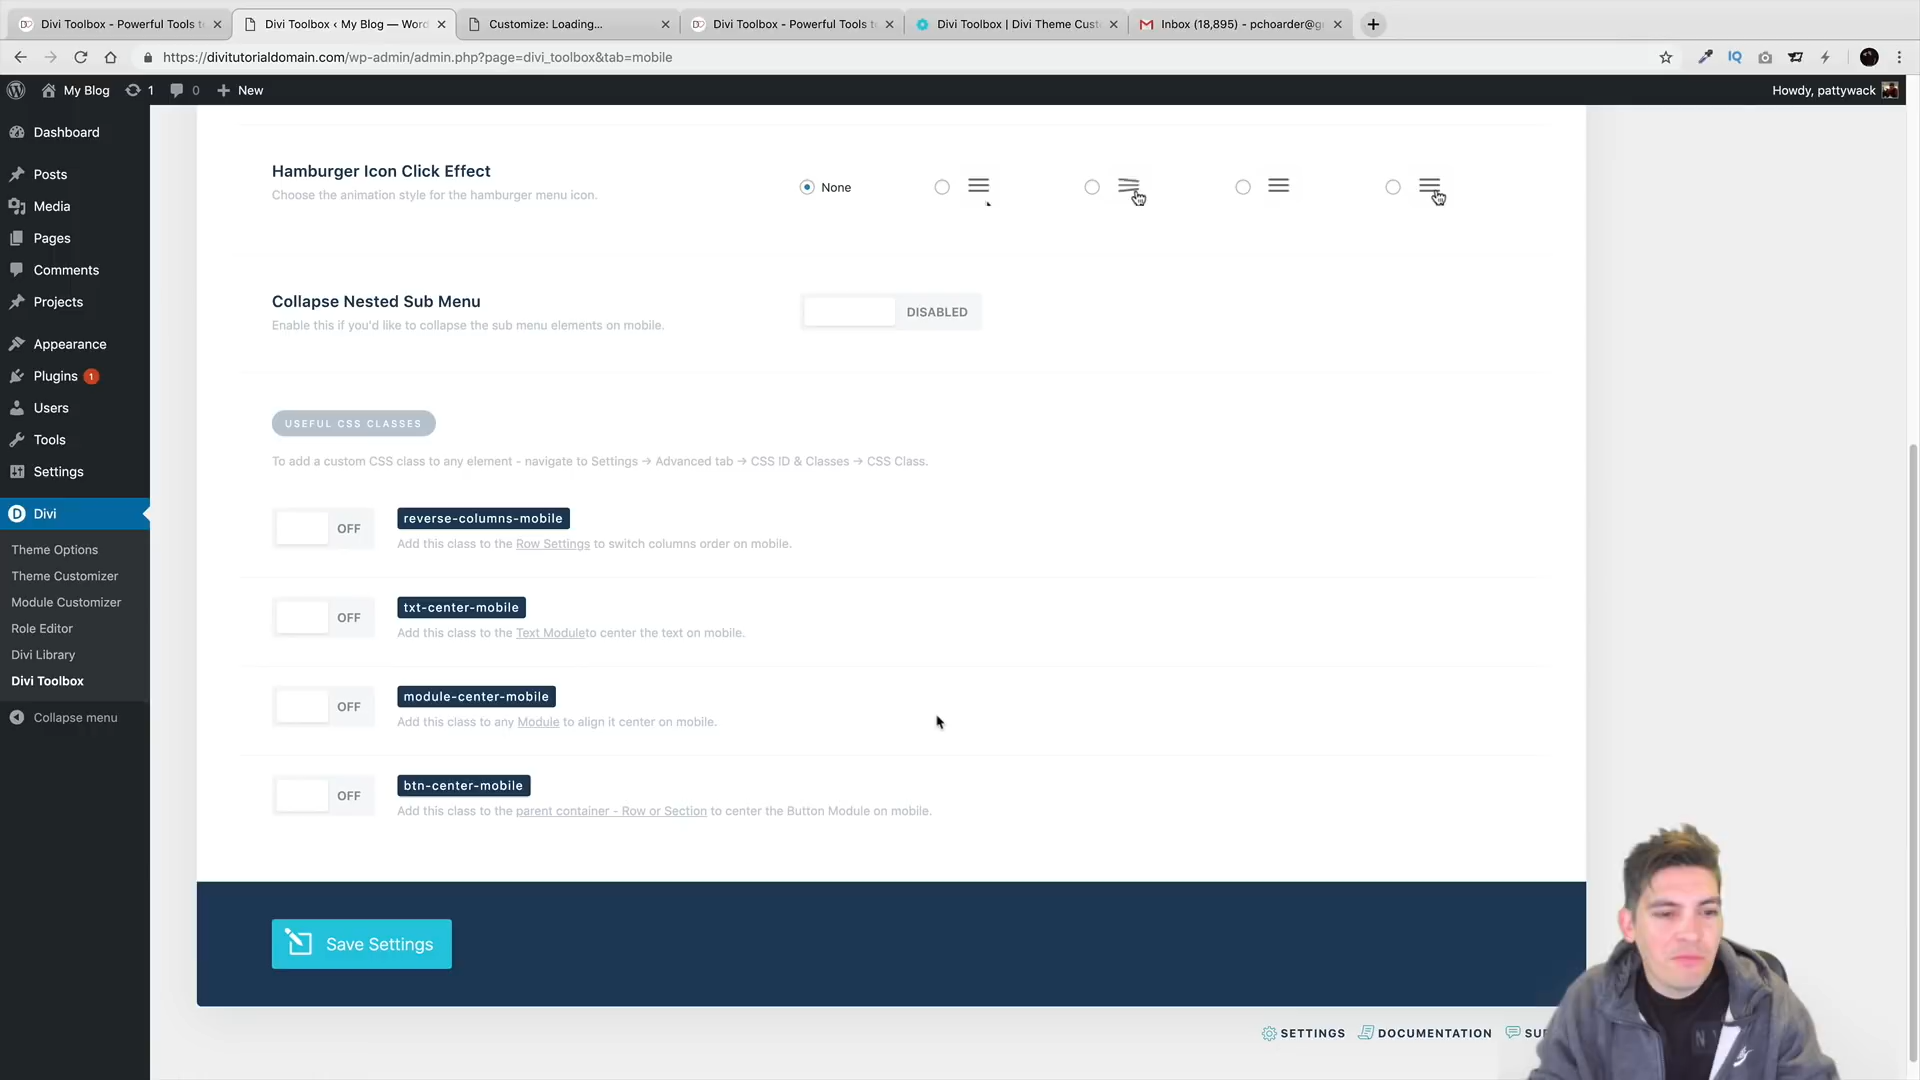 Divi Toolbox - Powerful Tools t
Divi Toolbox ‹ My Blog — Word
Customize: Loading...
Divi Toolbox - Powerful Tools t
Divi Toolbox | Divi Theme Cust
Inbox (18,895) - pchoarder@g
https://divitutorialdomain.com/wp-admin/admin.php?page=divi_toolbox&tab=mobile
IQ
My Blog
1
0
New
Howdy, pattywack
Dashboard
Posts
Media
Pages
Comments
Projects
Appearance
Plugins 1
Users
Tools
Settings
D Divi
Theme Options
Theme Customizer
Module Customizer
Role Editor
Divi Library
Divi Toolbox
Collapse menu
Hamburger Icon Click Effect
Choose the animation style for the hamburger menu icon.
None
Collapse Nested Sub Menu
Enable this if you'd like to collapse the sub menu elements on mobile.
DISABLED
USEFUL CSS CLASSES
To add a custom CSS class to any element - navigate to Settings → Advanced tab → CSS ID & Classes → CSS Class.
OFF
reverse-columns-mobile
Add this class to the Row Settings to switch columns order on mobile.
OFF
txt-center-mobile
Add this class to the Text Moduleto center the text on mobile.
OFF
module-center-mobile
Add this class to any Module to align it center on mobile.
OFF
btn-center-mobile
Add this class to the parent container - Row or Section to center the Button Module on mobile.
Save Settings
SETTINGS
DOCUMENTATION
SU